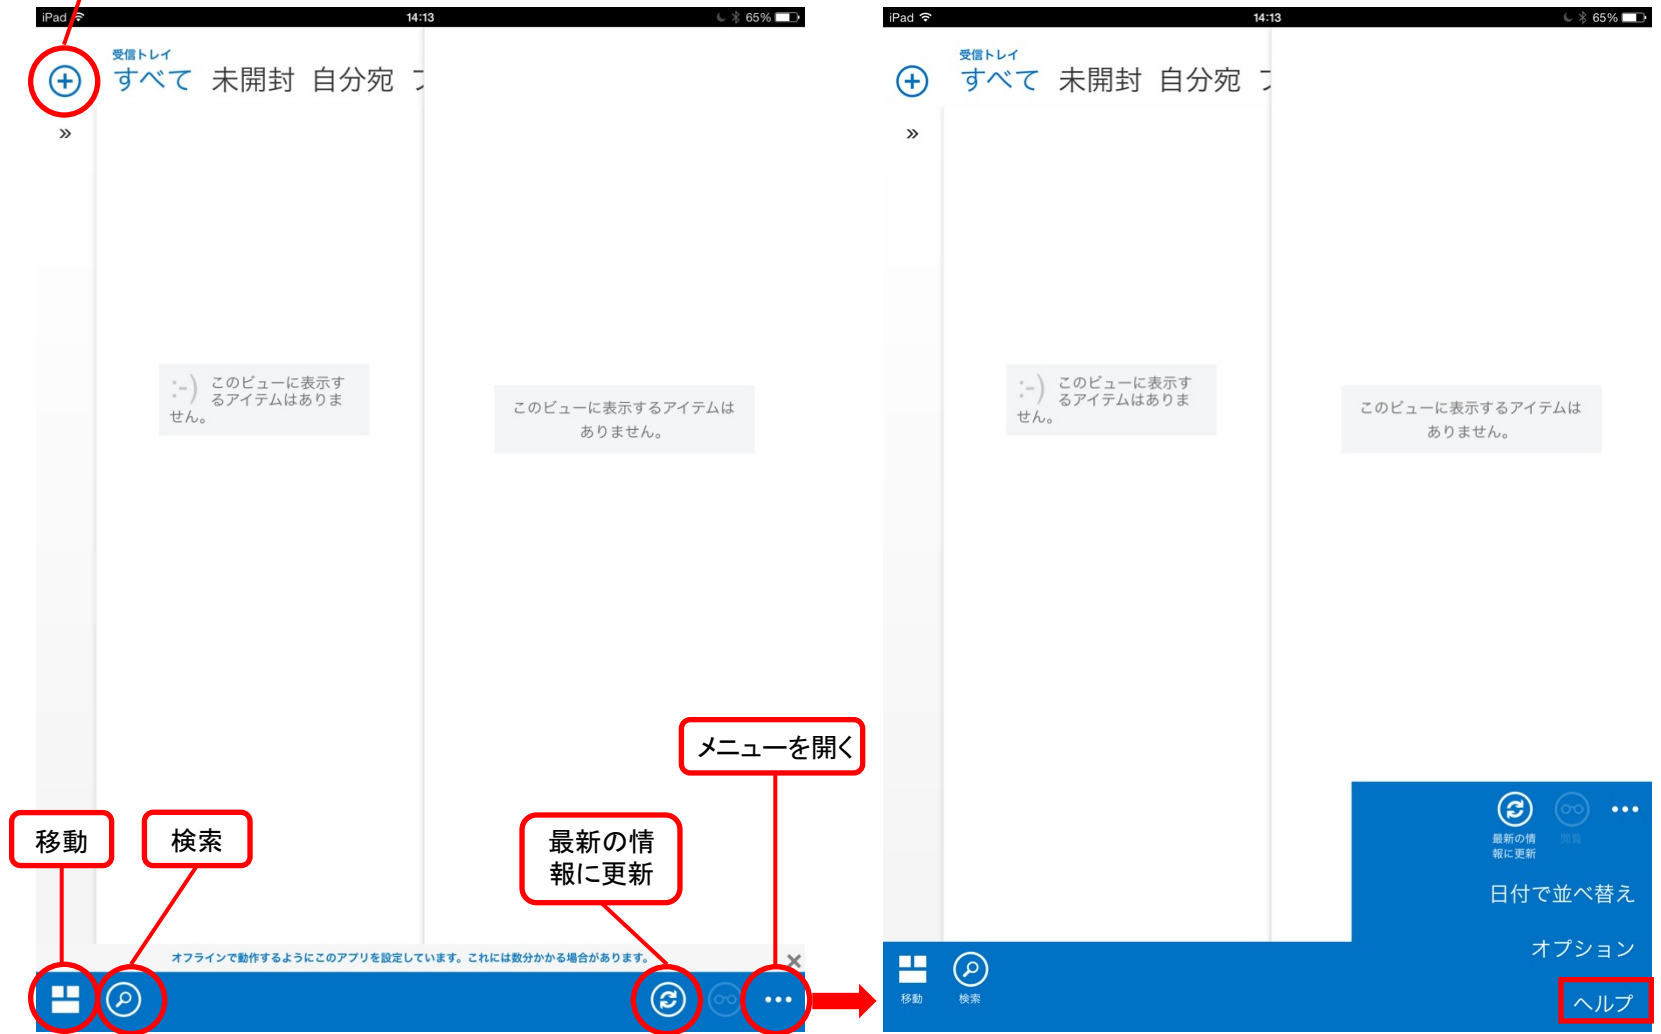 iPad 14:13 65%
受信トレイ
すべて 未開封 自分宛
»
:-) このビューに表示す
るアイテムはありま
せん。
このビューに表示するアイテムは
ありません。
メニューを開く
移動
検索
最新の情
報に更新
オフラインで動作するようにこのアプリを設定しています。これには数分かかる場合があります。
iPad 14:13 65%
受信トレイ
すべて 未開封 自分宛
»
:-) このビューに表示す
るアイテムはありま
せん。
このビューに表示するアイテムは
ありません。
最新の情 閲覧
報に更新
日付で並べ替え
オプション
ヘルプ
移動 検索